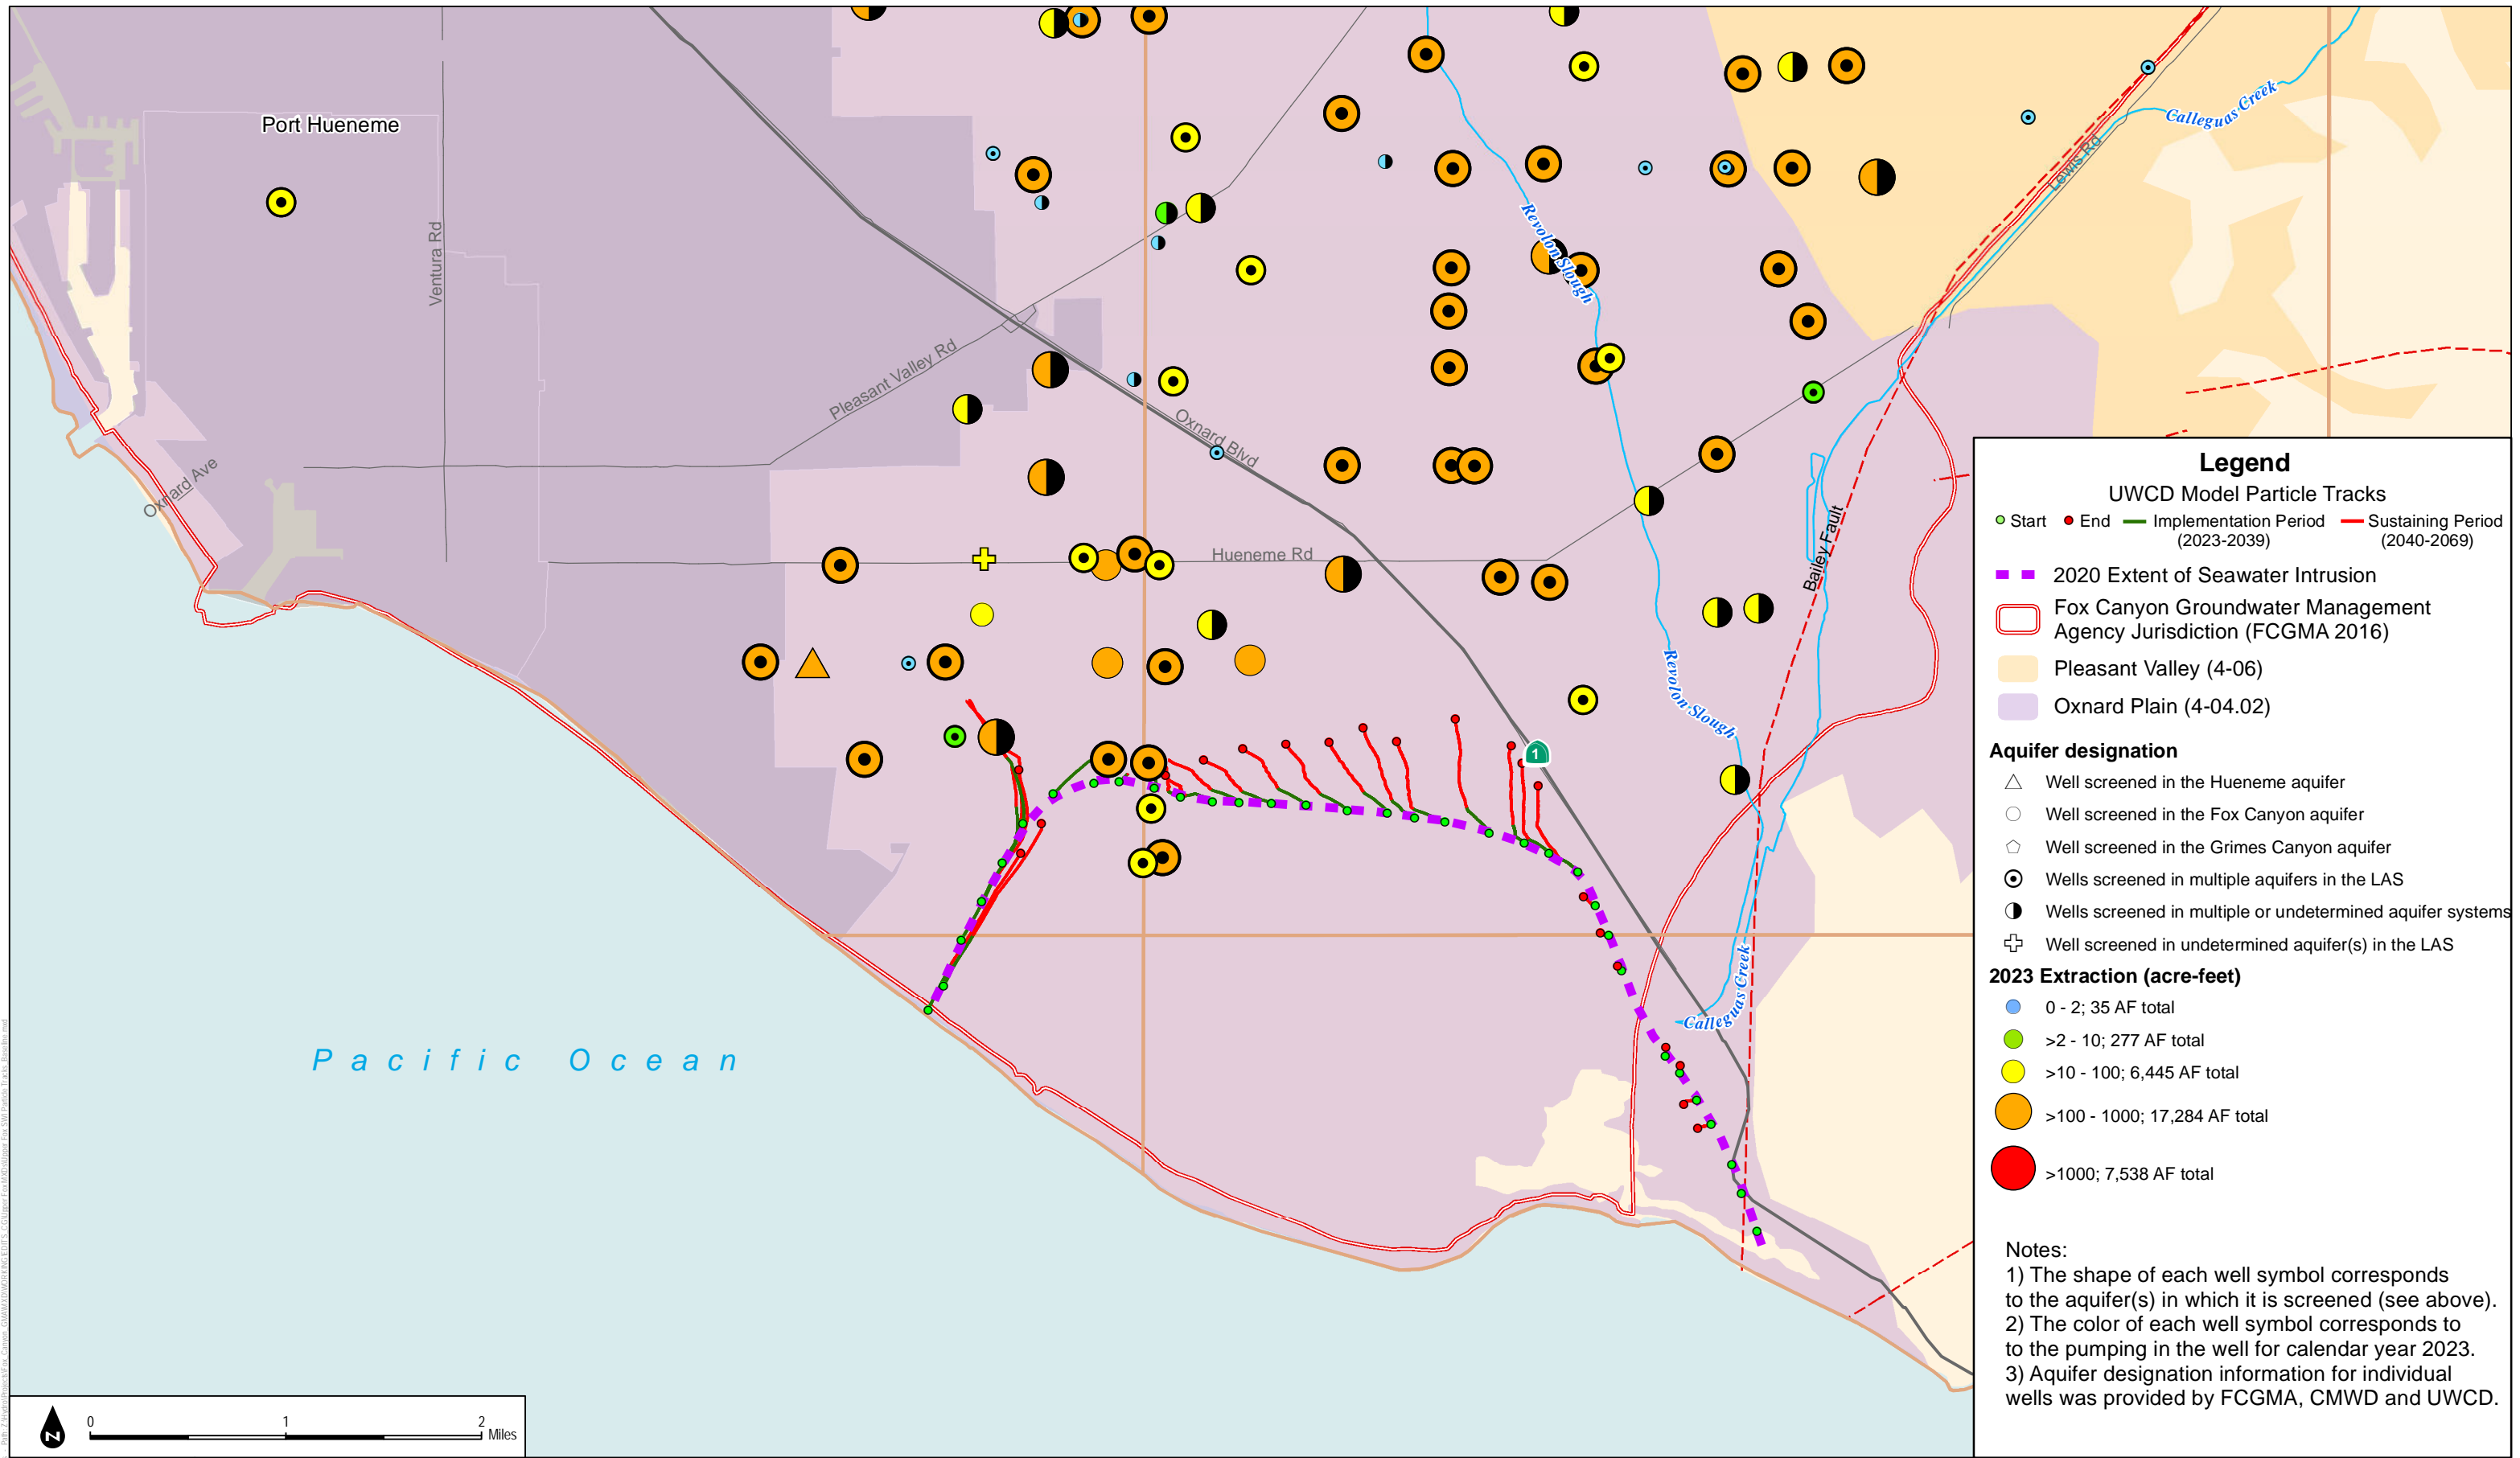 Port Hueneme
Ventura Rd
Oxnard Ave
Pleasant Valley Rd
Oxnard Blvd
Hueneme Rd
Revolon Slough
Revolon Slough
Calleguas Creek
Lewis Rd
Bailey Fault
1
Calleguas Creek
Pacific Ocean
N
0 1 2
Miles
Legend
UWCD Model Particle Tracks
Start End Implementation Period Sustaining Period
(2023-2039) (2040-2069)
2020 Extent of Seawater Intrusion
Fox Canyon Groundwater Management
Agency Jurisdiction (FCGMA 2016)
Pleasant Valley (4-06)
Oxnard Plain (4-04.02)
Aquifer designation
Well screened in the Hueneme aquifer
Well screened in the Fox Canyon aquifer
Well screened in the Grimes Canyon aquifer
Wells screened in multiple aquifers in the LAS
Wells screened in multiple or undetermined aquifer systems
Well screened in undetermined aquifer(s) in the LAS
2023 Extraction (acre-feet)
0 - 2; 35 AF total
>2 - 10; 277 AF total
>10 - 100; 6,445 AF total
>100 - 1000; 17,284 AF total
>1000; 7,538 AF total
Notes:
1) The shape of each well symbol corresponds
to the aquifer(s) in which it is screened (see above).
2) The color of each well symbol corresponds to
to the pumping in the well for calendar year 2023.
3) Aquifer designation information for individual
wells was provided by FCGMA, CMWD and UWCD.